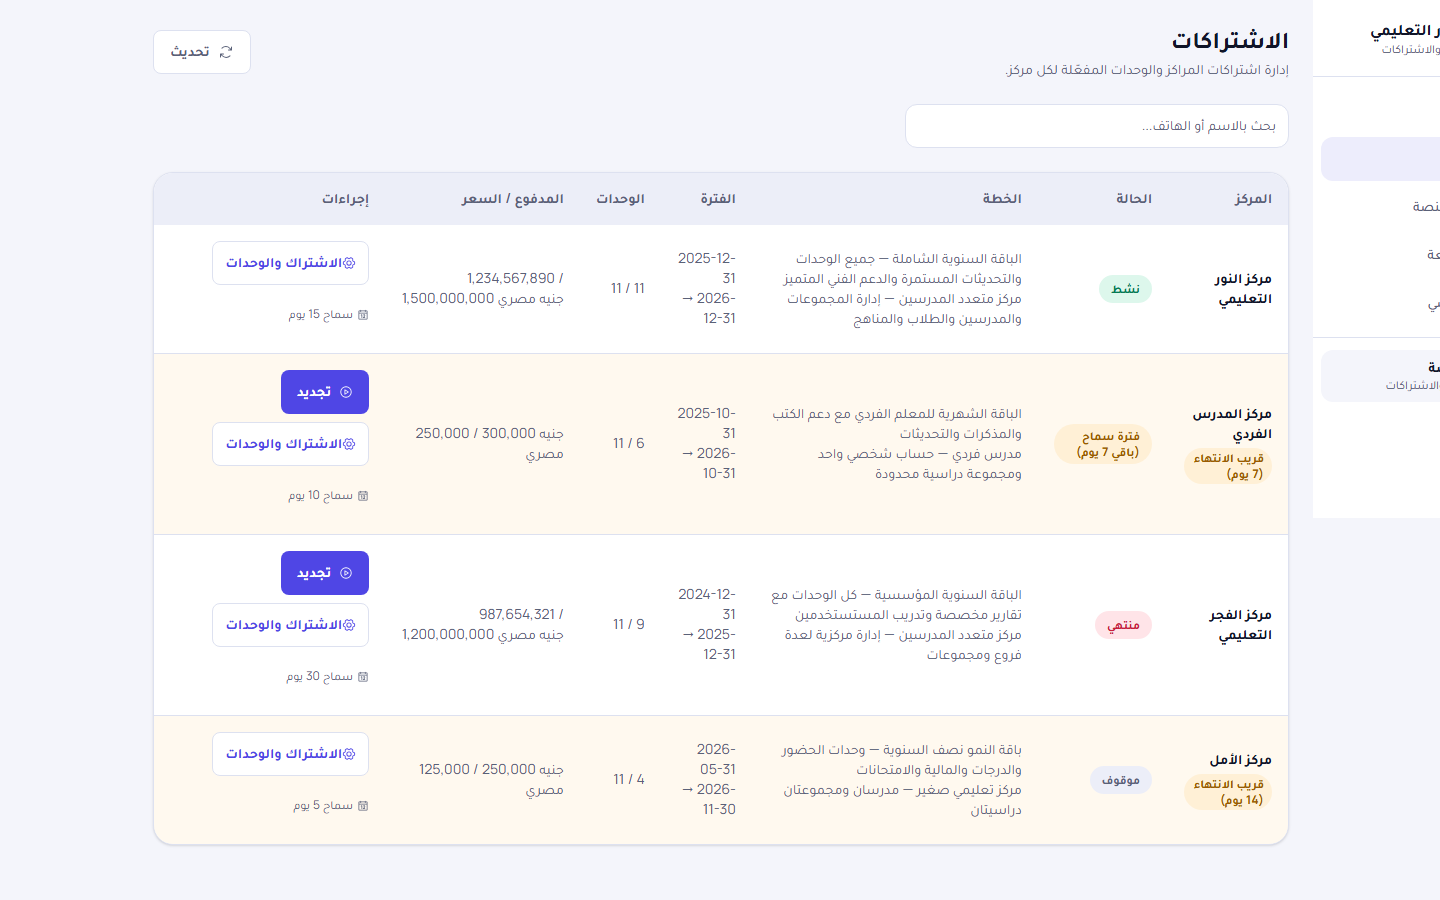 ر التعليمي
والاشتراكات
نصة
عة
ـي
ـة
الاشتراكات
الاشتراكات
إدارة اشتراكات المراكز والوحدات المفعّلة لكل مركز.
تحديث
بحث بالاسم أو الهاتف...
المركز الحالة الخطة الفترة الوحدات المدفوع / السعر إجراءات
مركز النور
التعليمي
نشط
الباقة السنوية الشاملة — جميع الوحدات
والتحديثات المستمرة والدعم الفني المتميز
مركز متعدد المدرسين — إدارة المجموعات
والمدرسين والطلاب والمناهج
2025-12-
31
→ 2026-
12-31
11 / 11
1,234,567,890 /
1,500,000,000 جنيه مصري
الاشتراك والوحدات
سماح 15 يوم
مركز المدرس
الفردي
قريب الانتهاء
(7 يوم)
فترة سماح
(باقي 7 يوم)
الباقة الشهرية للمعلم الفردي مع دعم الكتب
والمذكرات والتحديثات
مدرس فردي — حساب شخصي واحد
ومجموعة دراسية محدودة
2025-10-
31
→ 2026-
10-31
11 / 6
250,000 / 300,000 جنيه
مصري
تجديد
الاشتراك والوحدات
سماح 10 يوم
مركز الفجر
التعليمي
منتهي
الباقة السنوية المؤسسية — كل الوحدات مع
تقارير مخصصة وتدريب المستستخدمين
مركز متعدد المدرسين — إدارة مركزية لعدة
فروع ومجموعات
2024-12-
31
→ 2025-
12-31
11 / 9
987,654,321 /
1,200,000,000 جنيه مصري
تجديد
الاشتراك والوحدات
سماح 30 يوم
مركز الأمل
قريب الانتهاء
(14 يوم)
موقوف
باقة النمو نصف السنوية — وحدات الحضور
والدرجات والمالية والامتحانات
مركز تعليمي صغير — مدرسان ومجموعتان
دراسيتان
2026-
05-31
→ 2026-
11-30
11 / 4
125,000 / 250,000 جنيه
مصري
الاشتراك والوحدات
سماح 5 يوم